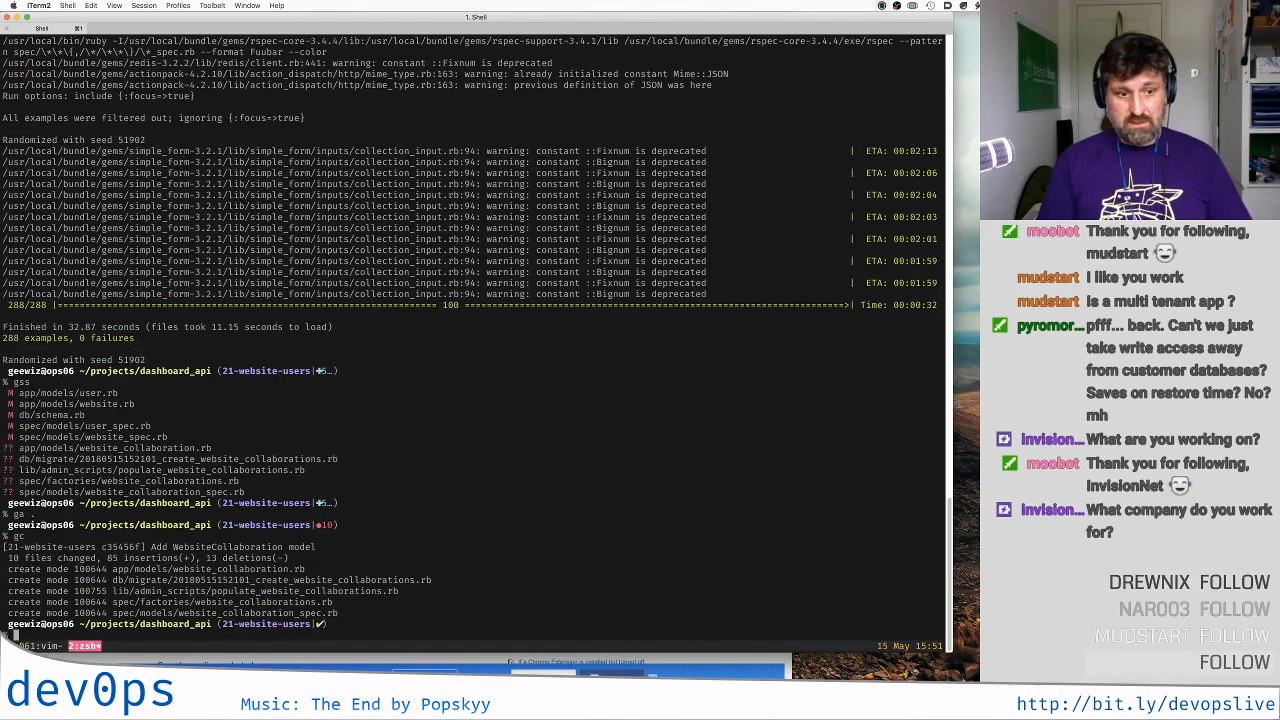 iTerm2 Shell Edit View Session Profiles Toolbelt Window Help
1. Shell
Shell ⌘1
/usr/local/bin/ruby -I/usr/local/bundle/gems/rspec-core-3.4.4/lib:/usr/local/bundle/gems/rspec-support-3.4.1/lib /usr/local/bundle/gems/rspec-core-3.4.4/exe/rspec --patter
n spec/\*\*\{,/\*/\*\*\}/\*_spec.rb --format Fuubar --color
/usr/local/bundle/gems/redis-3.2.2/lib/redis/client.rb:441: warning: constant ::Fixnum is deprecated
/usr/local/bundle/gems/actionpack-4.2.10/lib/action_dispatch/http/mime_type.rb:163: warning: already initialized constant Mime::JSON
/usr/local/bundle/gems/actionpack-4.2.10/lib/action_dispatch/http/mime_type.rb:163: warning: previous definition of JSON was here
Run options: include {:focus=>true}
All examples were filtered out; ignoring {:focus=>true}
Randomized with seed 51902
/usr/local/bundle/gems/simple_form-3.2.1/lib/simple_form/inputs/collection_input.rb:94: warning: constant ::Fixnum is deprecated | ETA: 00:02:13
/usr/local/bundle/gems/simple_form-3.2.1/lib/simple_form/inputs/collection_input.rb:94: warning: constant ::Bignum is deprecated
/usr/local/bundle/gems/simple_form-3.2.1/lib/simple_form/inputs/collection_input.rb:94: warning: constant ::Fixnum is deprecated | ETA: 00:02:06
/usr/local/bundle/gems/simple_form-3.2.1/lib/simple_form/inputs/collection_input.rb:94: warning: constant ::Bignum is deprecated
/usr/local/bundle/gems/simple_form-3.2.1/lib/simple_form/inputs/collection_input.rb:94: warning: constant ::Fixnum is deprecated | ETA: 00:02:04
/usr/local/bundle/gems/simple_form-3.2.1/lib/simple_form/inputs/collection_input.rb:94: warning: constant ::Bignum is deprecated
/usr/local/bundle/gems/simple_form-3.2.1/lib/simple_form/inputs/collection_input.rb:94: warning: constant ::Fixnum is deprecated | ETA: 00:02:03
/usr/local/bundle/gems/simple_form-3.2.1/lib/simple_form/inputs/collection_input.rb:94: warning: constant ::Bignum is deprecated
/usr/local/bundle/gems/simple_form-3.2.1/lib/simple_form/inputs/collection_input.rb:94: warning: constant ::Fixnum is deprecated | ETA: 00:02:01
/usr/local/bundle/gems/simple_form-3.2.1/lib/simple_form/inputs/collection_input.rb:94: warning: constant ::Bignum is deprecated
/usr/local/bundle/gems/simple_form-3.2.1/lib/simple_form/inputs/collection_input.rb:94: warning: constant ::Fixnum is deprecated | ETA: 00:01:59
/usr/local/bundle/gems/simple_form-3.2.1/lib/simple_form/inputs/collection_input.rb:94: warning: constant ::Bignum is deprecated
/usr/local/bundle/gems/simple_form-3.2.1/lib/simple_form/inputs/collection_input.rb:94: warning: constant ::Fixnum is deprecated | ETA: 00:01:59
/usr/local/bundle/gems/simple_form-3.2.1/lib/simple_form/inputs/collection_input.rb:94: warning: constant ::Bignum is deprecated
288/288 |=== 100 ===>| Time: 00:00:32
Finished in 32.87 seconds (files took 11.15 seconds to load)
288 examples, 0 failures
Randomized with seed 51902
geewiz@ops06 ~/projects/dashboard_api (21-website-users|✚5…)
% gss
M app/models/user.rb
M app/models/website.rb
M db/schema.rb
M spec/models/user_spec.rb
M spec/models/website_spec.rb
?? app/models/website_collaboration.rb
?? db/migrate/20180515152101_create_website_collaborations.rb
?? lib/admin_scripts/populate_website_collaborations.rb
?? spec/factories/website_collaborations.rb
?? spec/models/website_collaboration_spec.rb
geewiz@ops06 ~/projects/dashboard_api (21-website-users|✚5…)
% ga .
geewiz@ops06 ~/projects/dashboard_api (21-website-users|●10)
% gc
[21-website-users c35456f] Add WebsiteCollaboration model
10 files changed, 85 insertions(+), 13 deletions(-)
create mode 100644 app/models/website_collaboration.rb
create mode 100644 db/migrate/20180515152101_create_website_collaborations.rb
create mode 100755 lib/admin_scripts/populate_website_collaborations.rb
create mode 100644 spec/factories/website_collaborations.rb
create mode 100644 spec/models/website_collaboration_spec.rb
geewiz@ops06 ~/projects/dashboard_api (21-website-users|✔)
1:vim- 2:zsh* 15 May 15:51
If a Chrome Extension is installed but turned off
moobot Thank you for following,
mudstart
mudstart I like you work
mudstart Is a multi tenant app ?
pyromor... pfff... back. Can't we just
take write access away
from customer databases?
Saves on restore time? No?
mh
invision... What are you working on?
moobot Thank you for following,
InvisionNet
invision... What company do you work
for?
DREWNIX FOLLOW
NAR003 FOLLOW
MUDSTART FOLLOW
FOLLOW
dev0ps
Music: The End by Popskyy
http://bit.ly/devopslive